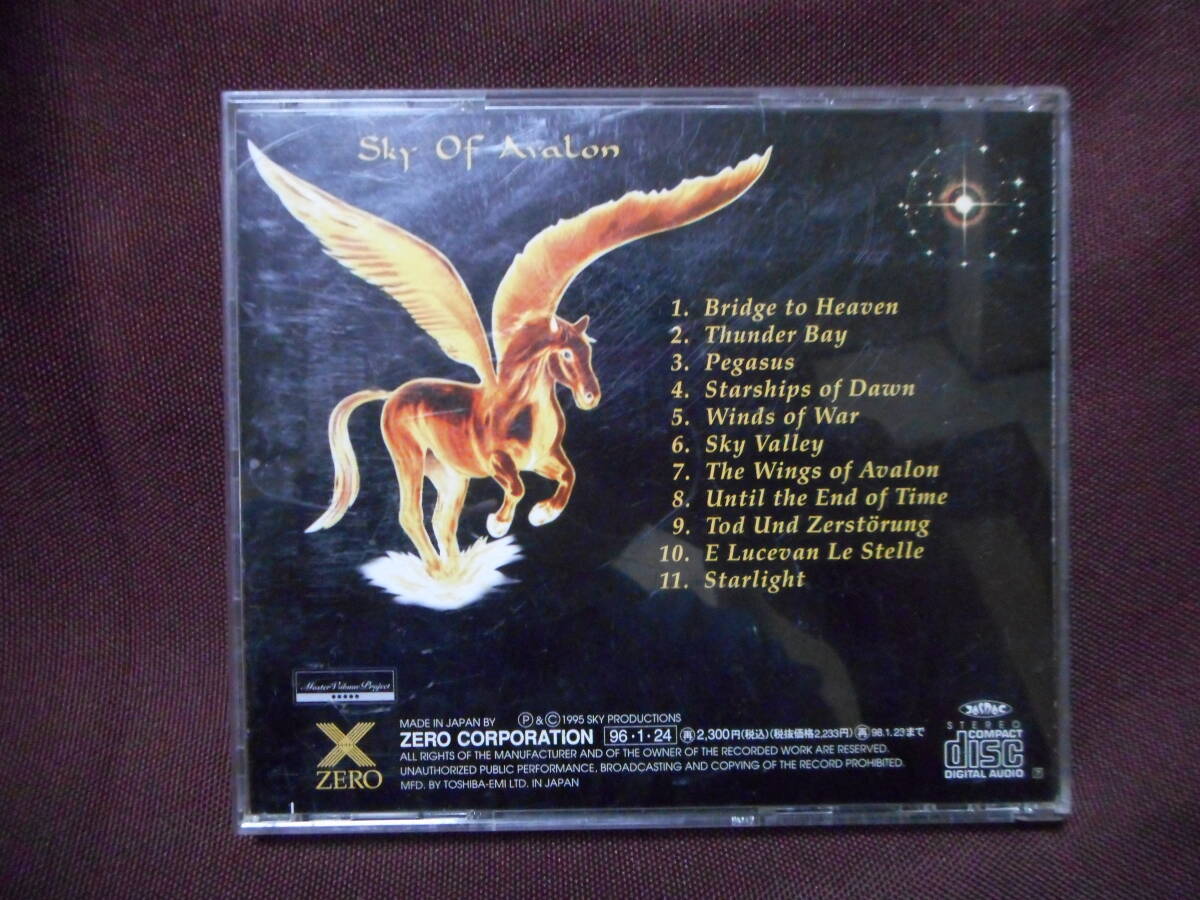 Sky Of Avalon
1. Bridge to Heaven
2. Thunder Bay
3. Pegasus
4. Starships of Dawn
5. Winds of War
6. Sky Valley
7. The Wings of Avalon
8. Until the End of Time
9. Tod Und Zerstörung
10. E Lucevan Le Stelle
11. Starlight
Master Volume Project
ZERO
MADE IN JAPAN BY Ⓟ & Ⓒ 1995 SKY PRODUCTIONS
ZERO CORPORATION 96・1・24 再 2,300円(税込)(税抜価格2,233円) 再 98.1.23まで
ALL RIGHTS OF THE MANUFACTURER AND OF THE OWNER OF THE RECORDED WORK ARE RESERVED.
UNAUTHORIZED PUBLIC PERFORMANCE, BROADCASTING AND COPYING OF THE RECORD PROHIBITED.
MFD. BY TOSHIBA-EMI LTD. IN JAPAN
JASRAC
STEREO
COMPACT
disc
DIGITAL AUDIO